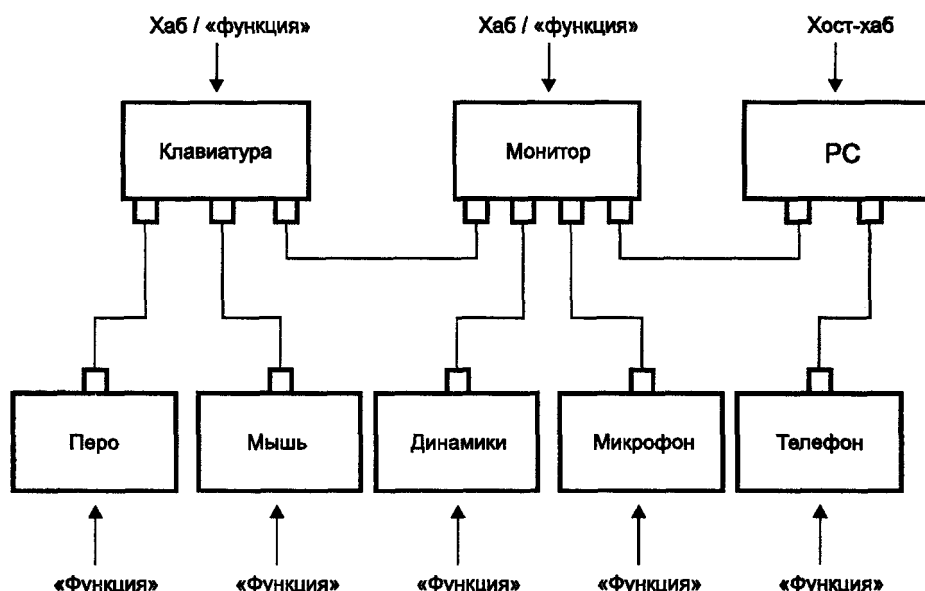 Хаб / «функция»
Хаб / «функция»
Хост-хаб
Клавиатура
Монитор
PC
Перо
Мышь
Динамики
Микрофон
Телефон
«Функция»
«Функция»
«Функция»
«Функция»
«Функция»